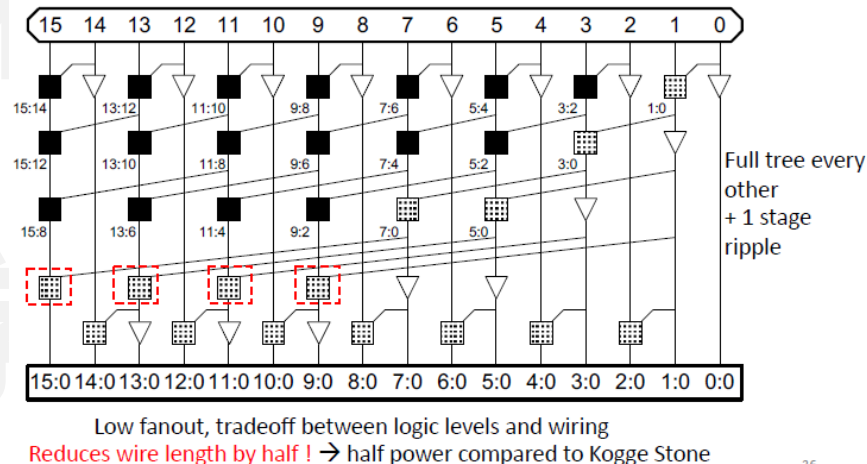 15 14 13 12 11 10 9 8 7 6 5 4 3 2 1 0
15:14 13:12 11:10 9:8 7:6 5:4 3:2 1:0
15:12 13:10 11:8 9:6 7:4 5:2 3:0
15:8 13:6 11:4 9:2 7:0 5:0
Full tree every
other
+ 1 stage
ripple
15:0 14:0 13:0 12:0 11:0 10:0 9:0 8:0 7:0 6:0 5:0 4:0 3:0 2:0 1:0 0:0
Low fanout, tradeoff between logic levels and wiring
Reduces wire length by half ! → half power compared to Kogge Stone